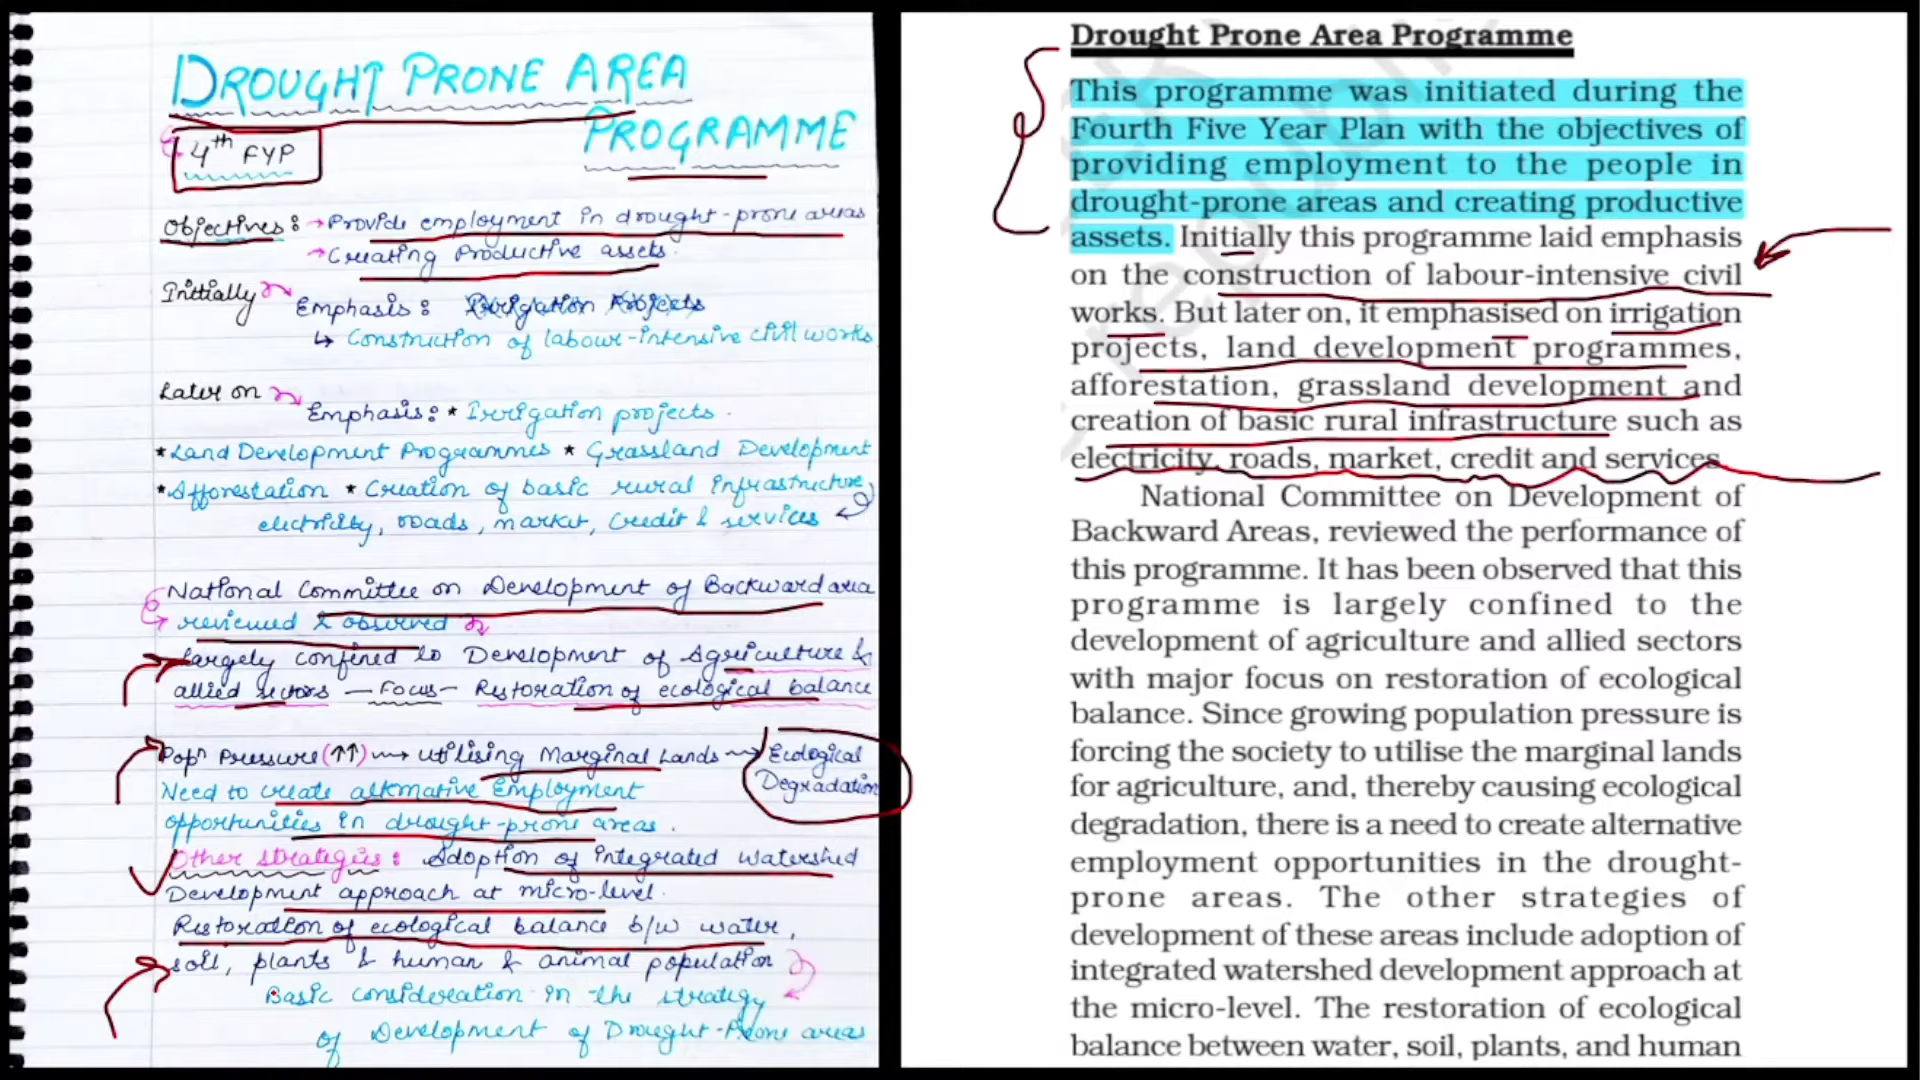 DROUGHT PRONE AREA
PROGRAMME
4th FYP
Objectives: → Provide employment in drought-prone areas
→ Creating Productive assets.
Initially
Emphasis: Irrigation Projects
↳ Construction of labour-intensive civil works
Later on
Emphasis: * Irrigation projects.
* Land Development Programmes * Grassland Development
* Afforestation * Creation of basic rural infrastructure,
electricity, roads, market, credit & services
National Committee on Development of Backward area
reviewed & observed
Largely confined to Development of Agriculture &
allied sectors — Focus — Restoration of ecological balance
Popn Pressure (↑↑) → utilising Marginal Lands → Ecological
Degradation
Need to create alternative Employment
opportunities in drought-prone areas.
Other strategies: Adoption of integrated watershed
Development approach at micro-level.
Restoration of ecological balance b/w water,
soil, plants & human & animal population
Basic consideration in the strategy
of Development of Drought-Prone areas
Drought Prone Area Programme
This programme was initiated during the
Fourth Five Year Plan with the objectives of
providing employment to the people in
drought-prone areas and creating productive
assets. Initially this programme laid emphasis
on the construction of labour-intensive civil
works. But later on, it emphasised on irrigation
projects, land development programmes,
afforestation, grassland development and
creation of basic rural infrastructure such as
electricity, roads, market, credit and services.
National Committee on Development of
Backward Areas, reviewed the performance of
this programme. It has been observed that this
programme is largely confined to the
development of agriculture and allied sectors
with major focus on restoration of ecological
balance. Since growing population pressure is
forcing the society to utilise the marginal lands
for agriculture, and, thereby causing ecological
degradation, there is a need to create alternative
employment opportunities in the drought-
prone areas. The other strategies of
development of these areas include adoption of
integrated watershed development approach at
the micro-level. The restoration of ecological
balance between water, soil, plants, and human